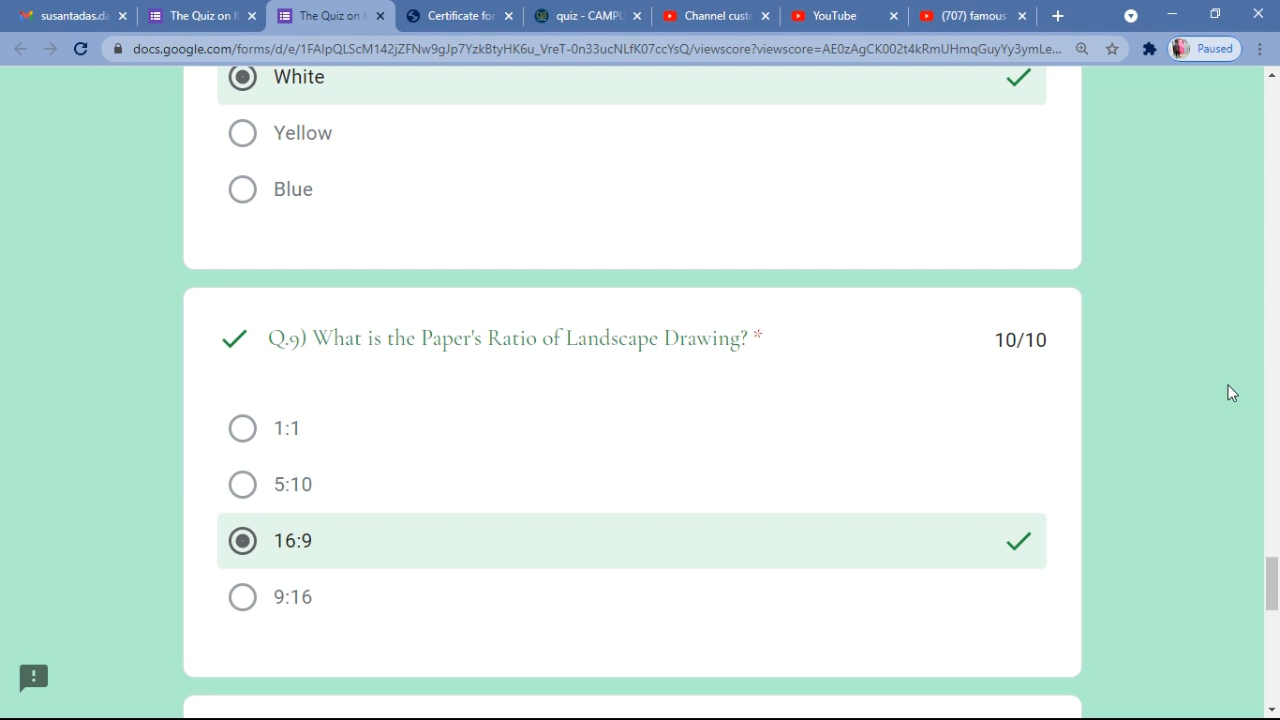 susantadas.da
The Quiz on K
The Quiz on K
Certificate for
quiz - CAMPU
Channel custo
YouTube
(707) famous
docs.google.com/forms/d/e/1FAIpQLScM142jZFNw9gJp7YzkBtyHK6u_VreT-0n33ucNLfK07ccYsQ/viewscore?viewscore=AE0zAgCK002t4kRmUHmqGuyYy3ymLe...
Paused
White
Yellow
Blue
Q.9) What is the Paper's Ratio of Landscape Drawing? *
10/10
1:1
5:10
16:9
9:16